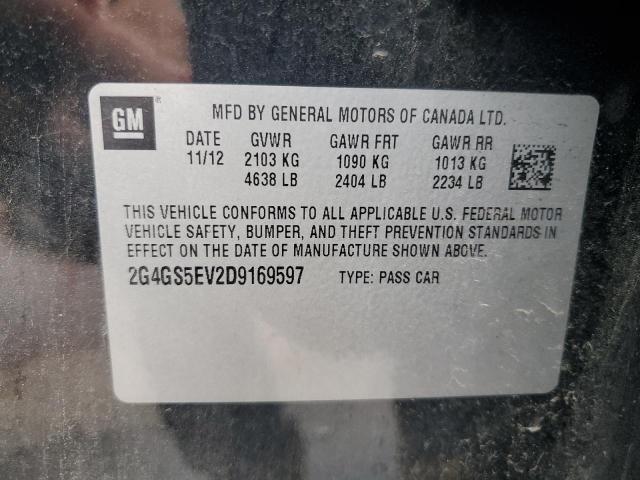 GM
®
MFD BY GENERAL MOTORS OF CANADA LTD.
DATE GVWR GAWR FRT GAWR RR
11/12 2103 KG 1090 KG 1013 KG
4638 LB 2404 LB 2234 LB
THIS VEHICLE CONFORMS TO ALL APPLICABLE U.S. FEDERAL MOTOR
VEHICLE SAFETY, BUMPER, AND THEFT PREVENTION STANDARDS IN
EFFECT ON THE DATE OF MANUFACTURE SHOWN ABOVE.
2G4GS5EV2D9169597 TYPE: PASS CAR